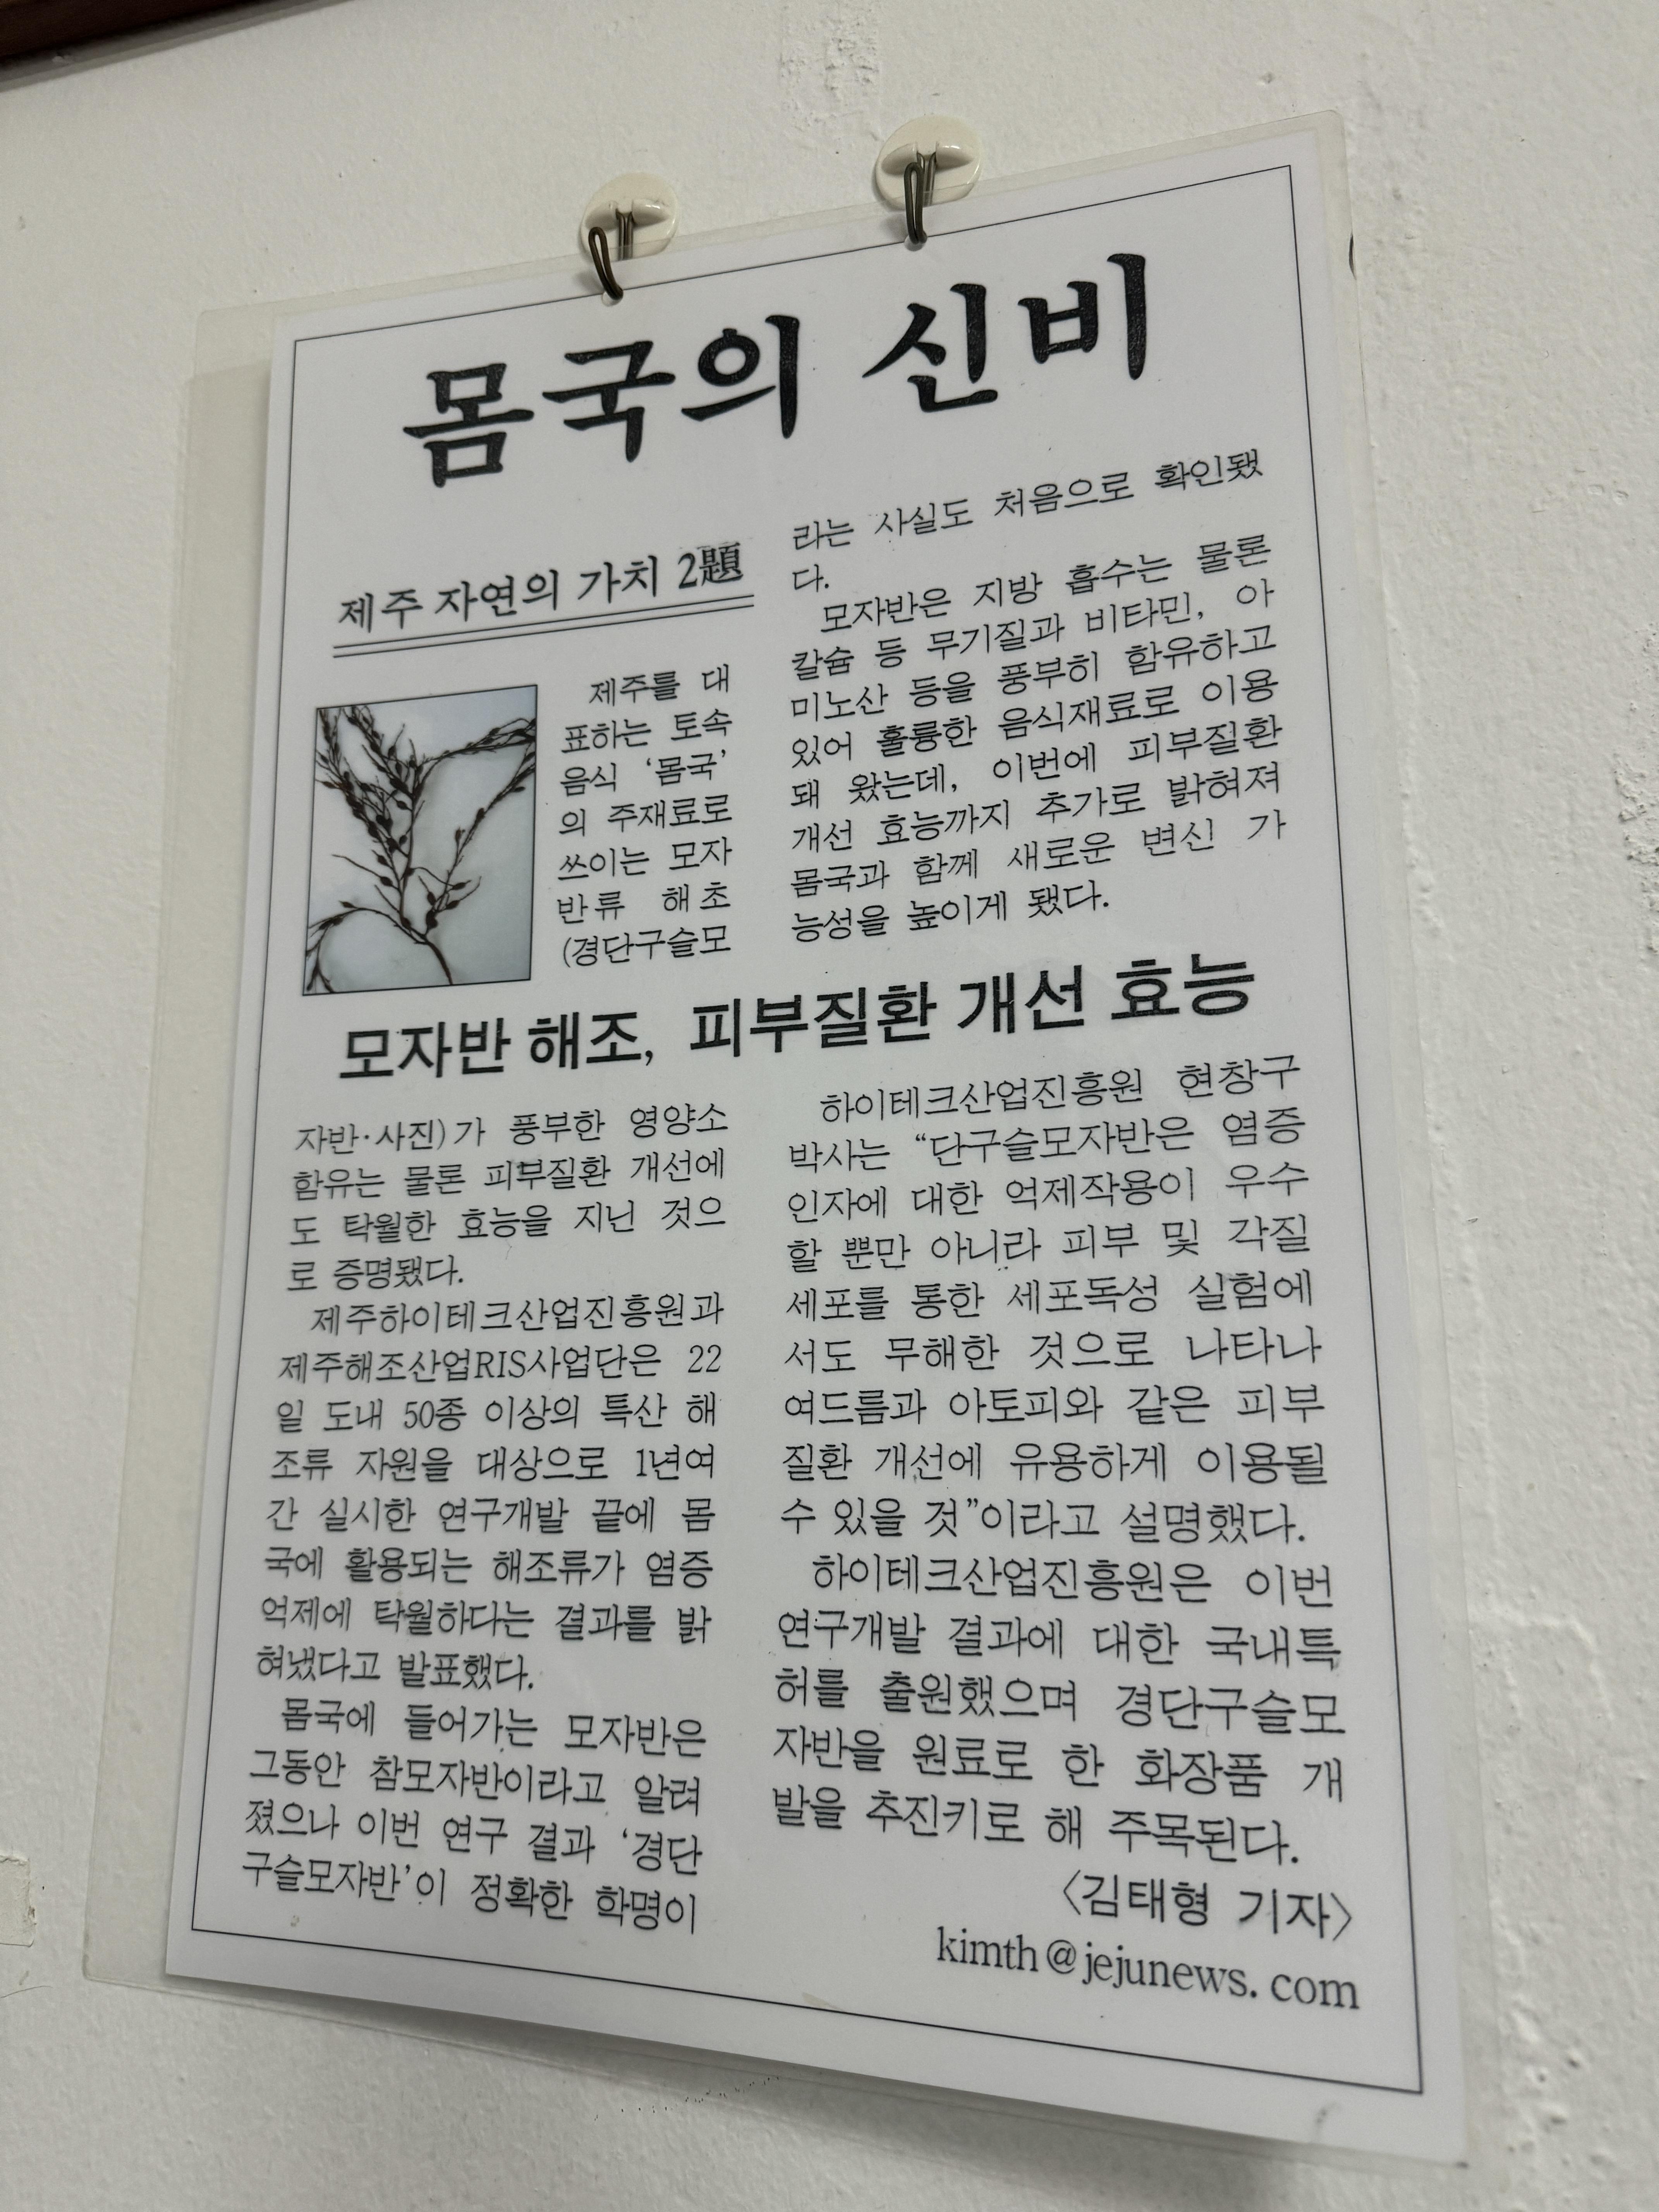 몸국의 신비
제주 자연의 가치 2題
제주를 대
표하는 토속
음식 ‘몸국’
의 주재료로
쓰이는 모자
반류 해초
(경단구슬모
모자반 해조, 피부질환 개선 효능
자반·사진)가 풍부한 영양소
함유는 물론 피부질환 개선에
도 탁월한 효능을 지닌 것으
로 증명됐다.
제주하이테크산업진흥원과
제주해조산업RIS사업단은 22
일 도내 50종 이상의 특산 해
조류 자원을 대상으로 1년여
간 실시한 연구개발 끝에 몸
국에 활용되는 해조류가 염증
억제에 탁월하다는 결과를 밝
혀냈다고 발표했다.
몸국에 들어가는 모자반은
그동안 참모자반이라고 알려
졌으나 이번 연구 결과 ‘경단
구슬모자반’이 정확한 학명이
라는 사실도 처음으로 확인됐
다.
모자반은 지방 흡수는 물론
칼슘 등 무기질과 비타민, 아
미노산 등을 풍부히 함유하고
있어 훌륭한 음식재료로 이용
돼 왔는데, 이번에 피부질환
개선 효능까지 추가로 밝혀져
몸국과 함께 새로운 변신 가
능성을 높이게 됐다.
하이테크산업진흥원 현창구
박사는 “단구슬모자반은 염증
인자에 대한 억제작용이 우수
할 뿐만 아니라 피부 및 각질
세포를 통한 세포독성 실험에
서도 무해한 것으로 나타나
여드름과 아토피와 같은 피부
질환 개선에 유용하게 이용될
수 있을 것”이라고 설명했다.
하이테크산업진흥원은 이번
연구개발 결과에 대한 국내특
허를 출원했으며 경단구슬모
자반을 원료로 한 화장품 개
발을 추진키로 해 주목된다.
〈김태형 기자〉
kimth@jejunews.com